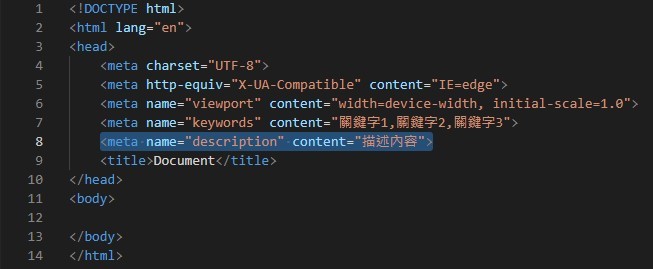 1 <!DOCTYPE html>
2 <html lang="en">
3 <head>
4 <meta charset="UTF-8">
5 <meta http-equiv="X-UA-Compatible" content="IE=edge">
6 <meta name="viewport" content="width=device-width, initial-scale=1.0">
7 <meta name="keywords" content="關鍵字1,關鍵字2,關鍵字3">
8 <meta name="description" content="描述內容">
9 <title>Document</title>
10 </head>
11 <body>
12
13 </body>
14 </html>